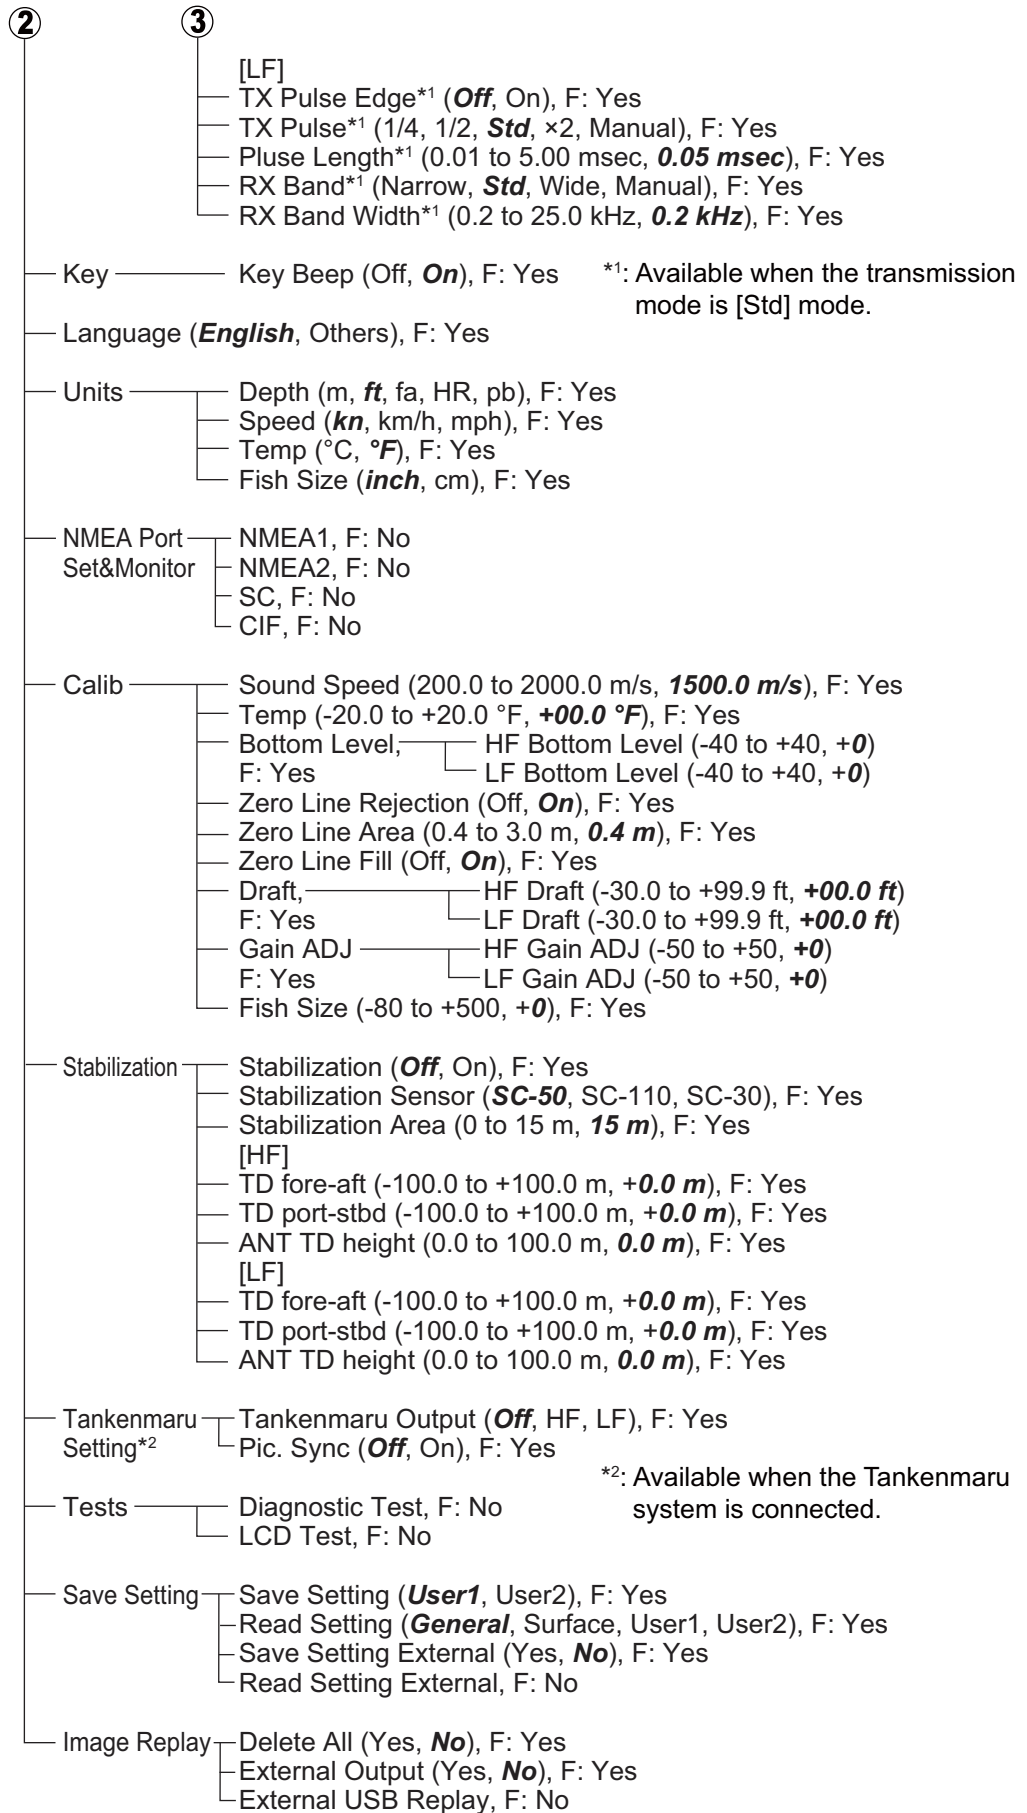 2 3
[LF]
TX Pulse Edge*1 (Off, On), F: Yes
TX Pulse*1 (1/4, 1/2, Std, ×2, Manual), F: Yes
Pluse Length*1 (0.01 to 5.00 msec, 0.05 msec), F: Yes
RX Band*1 (Narrow, Std, Wide, Manual), F: Yes
RX Band Width*1 (0.2 to 25.0 kHz, 0.2 kHz), F: Yes
Key Key Beep (Off, On), F: Yes *1: Available when the transmission
mode is [Std] mode.
Language (English, Others), F: Yes
Units Depth (m, ft, fa, HR, pb), F: Yes
Speed (kn, km/h, mph), F: Yes
Temp (°C, °F), F: Yes
Fish Size (inch, cm), F: Yes
NMEA Port NMEA1, F: No
Set&Monitor NMEA2, F: No
SC, F: No
CIF, F: No
Calib Sound Speed (200.0 to 2000.0 m/s, 1500.0 m/s), F: Yes
Temp (-20.0 to +20.0 °F, +00.0 °F), F: Yes
Bottom Level, HF Bottom Level (-40 to +40, +0)
F: Yes LF Bottom Level (-40 to +40, +0)
Zero Line Rejection (Off, On), F: Yes
Zero Line Area (0.4 to 3.0 m, 0.4 m), F: Yes
Zero Line Fill (Off, On), F: Yes
Draft, HF Draft (-30.0 to +99.9 ft, +00.0 ft)
F: Yes LF Draft (-30.0 to +99.9 ft, +00.0 ft)
Gain ADJ HF Gain ADJ (-50 to +50, +0)
F: Yes LF Gain ADJ (-50 to +50, +0)
Fish Size (-80 to +500, +0), F: Yes
Stabilization Stabilization (Off, On), F: Yes
Stabilization Sensor (SC-50, SC-110, SC-30), F: Yes
Stabilization Area (0 to 15 m, 15 m), F: Yes
[HF]
TD fore-aft (-100.0 to +100.0 m, +0.0 m), F: Yes
TD port-stbd (-100.0 to +100.0 m, +0.0 m), F: Yes
ANT TD height (0.0 to 100.0 m, 0.0 m), F: Yes
[LF]
TD fore-aft (-100.0 to +100.0 m, +0.0 m), F: Yes
TD port-stbd (-100.0 to +100.0 m, +0.0 m), F: Yes
ANT TD height (0.0 to 100.0 m, 0.0 m), F: Yes
Tankenmaru Tankenmaru Output (Off, HF, LF), F: Yes
Setting*2 Pic. Sync (Off, On), F: Yes
*2: Available when the Tankenmaru
system is connected.
Tests Diagnostic Test, F: No
LCD Test, F: No
Save Setting Save Setting (User1, User2), F: Yes
Read Setting (General, Surface, User1, User2), F: Yes
Save Setting External (Yes, No), F: Yes
Read Setting External, F: No
Image Replay Delete All (Yes, No), F: Yes
External Output (Yes, No), F: Yes
External USB Replay, F: No